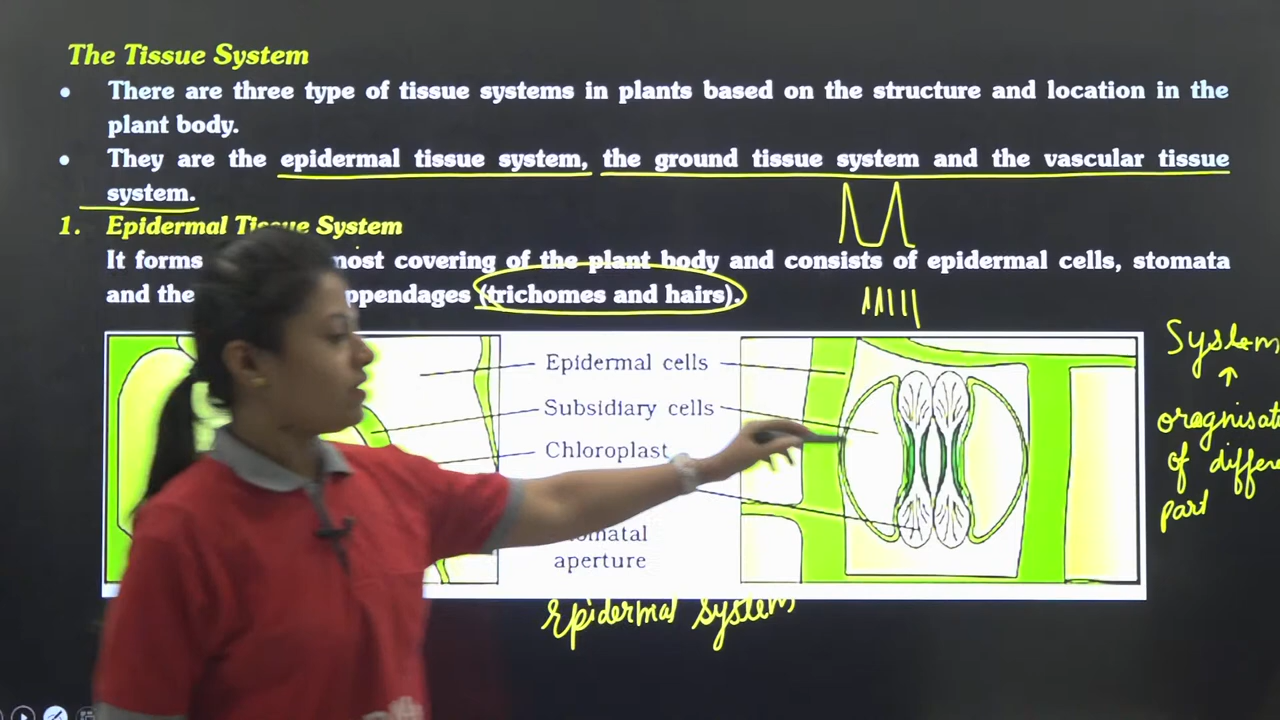 The Tissue System
• There are three type of tissue systems in plants based on the structure and location in the
plant body.
• They are the epidermal tissue system, the ground tissue system and the vascular tissue
system.
1. Epidermal Tissue System
It forms most covering of the plant body and consists of epidermal cells, stomata
and the ppendages (trichomes and hairs).
Epidermal cells
Subsidiary cells
Chloroplast
aperture
System
oragnisat
of differe
part
Epidermal System